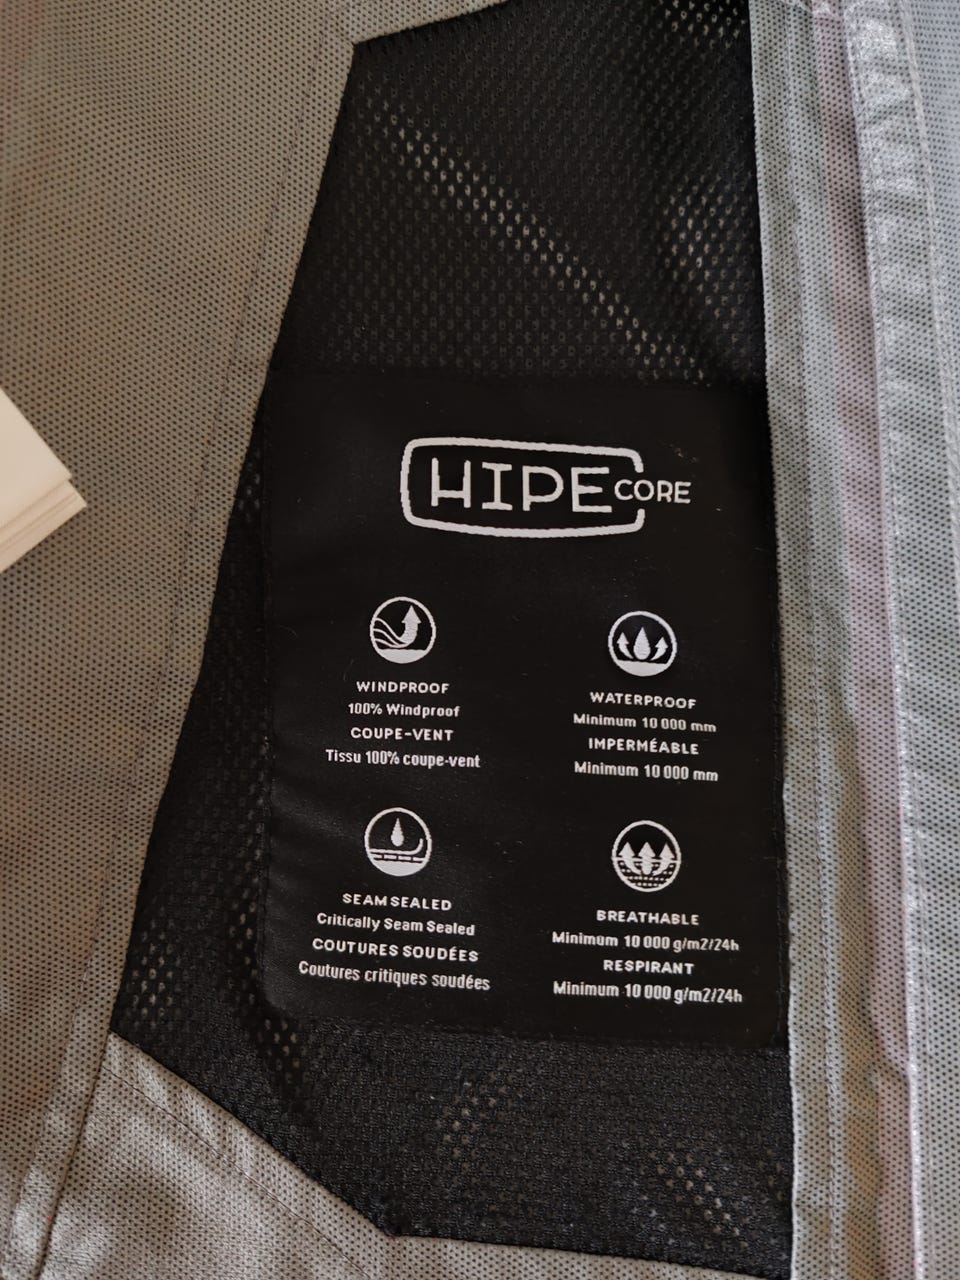 HIPE CORE
WINDPROOF
100% Windproof
COUPE-VENT
Tissu 100% coupe-vent
WATERPROOF
Minimum 10 000 mm
IMPERMÉABLE
Minimum 10 000 mm
SEAM SEALED
Critically Seam Sealed
COUTURES SOUDÉES
Coutures critiques soudées
BREATHABLE
Minimum 10 000 g/m2/24h
RESPIRANT
Minimum 10 000 g/m2/24h